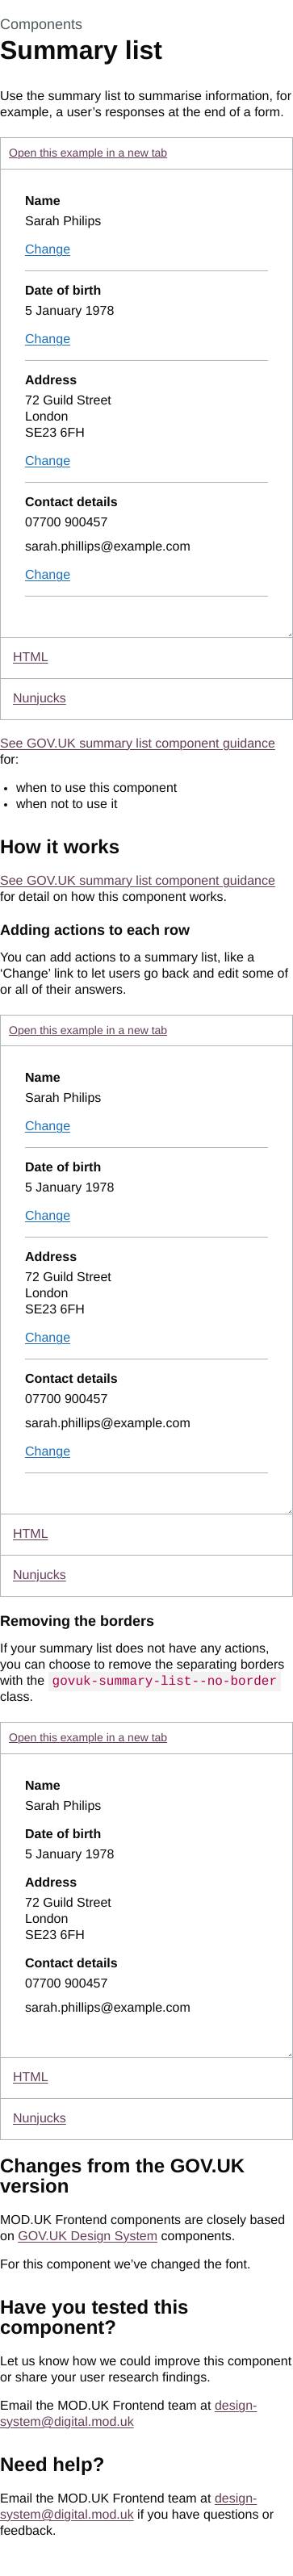 Components
Summary list
Use the summary list to summarise information, for
example, a user’s responses at the end of a form.
Open this example in a new tab
Name
Sarah Philips
Change
Date of birth
5 January 1978
Change
Address
72 Guild Street
London
SE23 6FH
Change
Contact details
07700 900457
sarah.phillips@example.com
Change
HTML
Nunjucks
See GOV.UK summary list component guidance
for:
• when to use this component
• when not to use it
How it works
See GOV.UK summary list component guidance
for detail on how this component works.
Adding actions to each row
You can add actions to a summary list, like a
‘Change’ link to let users go back and edit some of
or all of their answers.
Open this example in a new tab
Name
Sarah Philips
Change
Date of birth
5 January 1978
Change
Address
72 Guild Street
London
SE23 6FH
Change
Contact details
07700 900457
sarah.phillips@example.com
Change
HTML
Nunjucks
Removing the borders
If your summary list does not have any actions,
you can choose to remove the separating borders
with the govuk-summary-list--no-border
class.
Open this example in a new tab
Name
Sarah Philips
Date of birth
5 January 1978
Address
72 Guild Street
London
SE23 6FH
Contact details
07700 900457
sarah.phillips@example.com
HTML
Nunjucks
Changes from the GOV.UK
version
MOD.UK Frontend components are closely based
on GOV.UK Design System components.
For this component we’ve changed the font.
Have you tested this
component?
Let us know how we could improve this component
or share your user research findings.
Email the MOD.UK Frontend team at design-
system@digital.mod.uk
Need help?
Email the MOD.UK Frontend team at design-
system@digital.mod.uk if you have questions or
feedback.